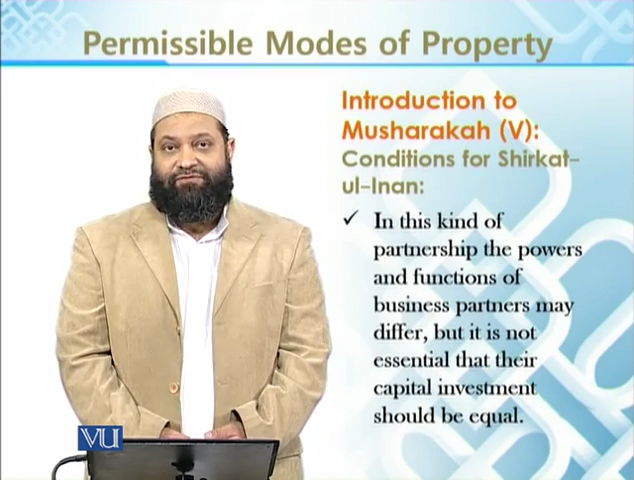 Permissible Modes of Property
Introduction to
Musharakah (V):
Conditions for Shirkat-
ul-Inan:
✓ In this kind of
partnership the powers
and functions of
business partners may
differ, but it is not
essential that their
capital investment
should be equal.
VU